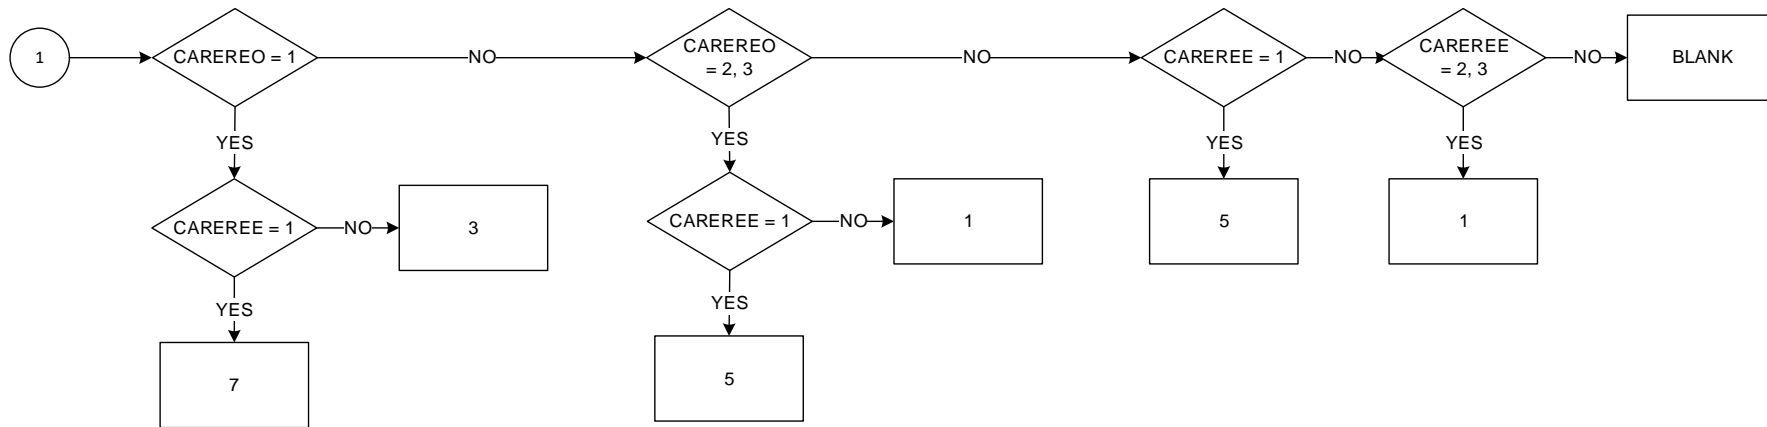 1
CAREREO = 1
NO
CAREREO
= 2, 3
NO
CAREREE = 1
NO
CAREREE
= 2, 3
NO
BLANK
YES
YES
YES
YES
CAREREE = 1
NO
3
CAREREE = 1
NO
1
5
1
YES
YES
7
5